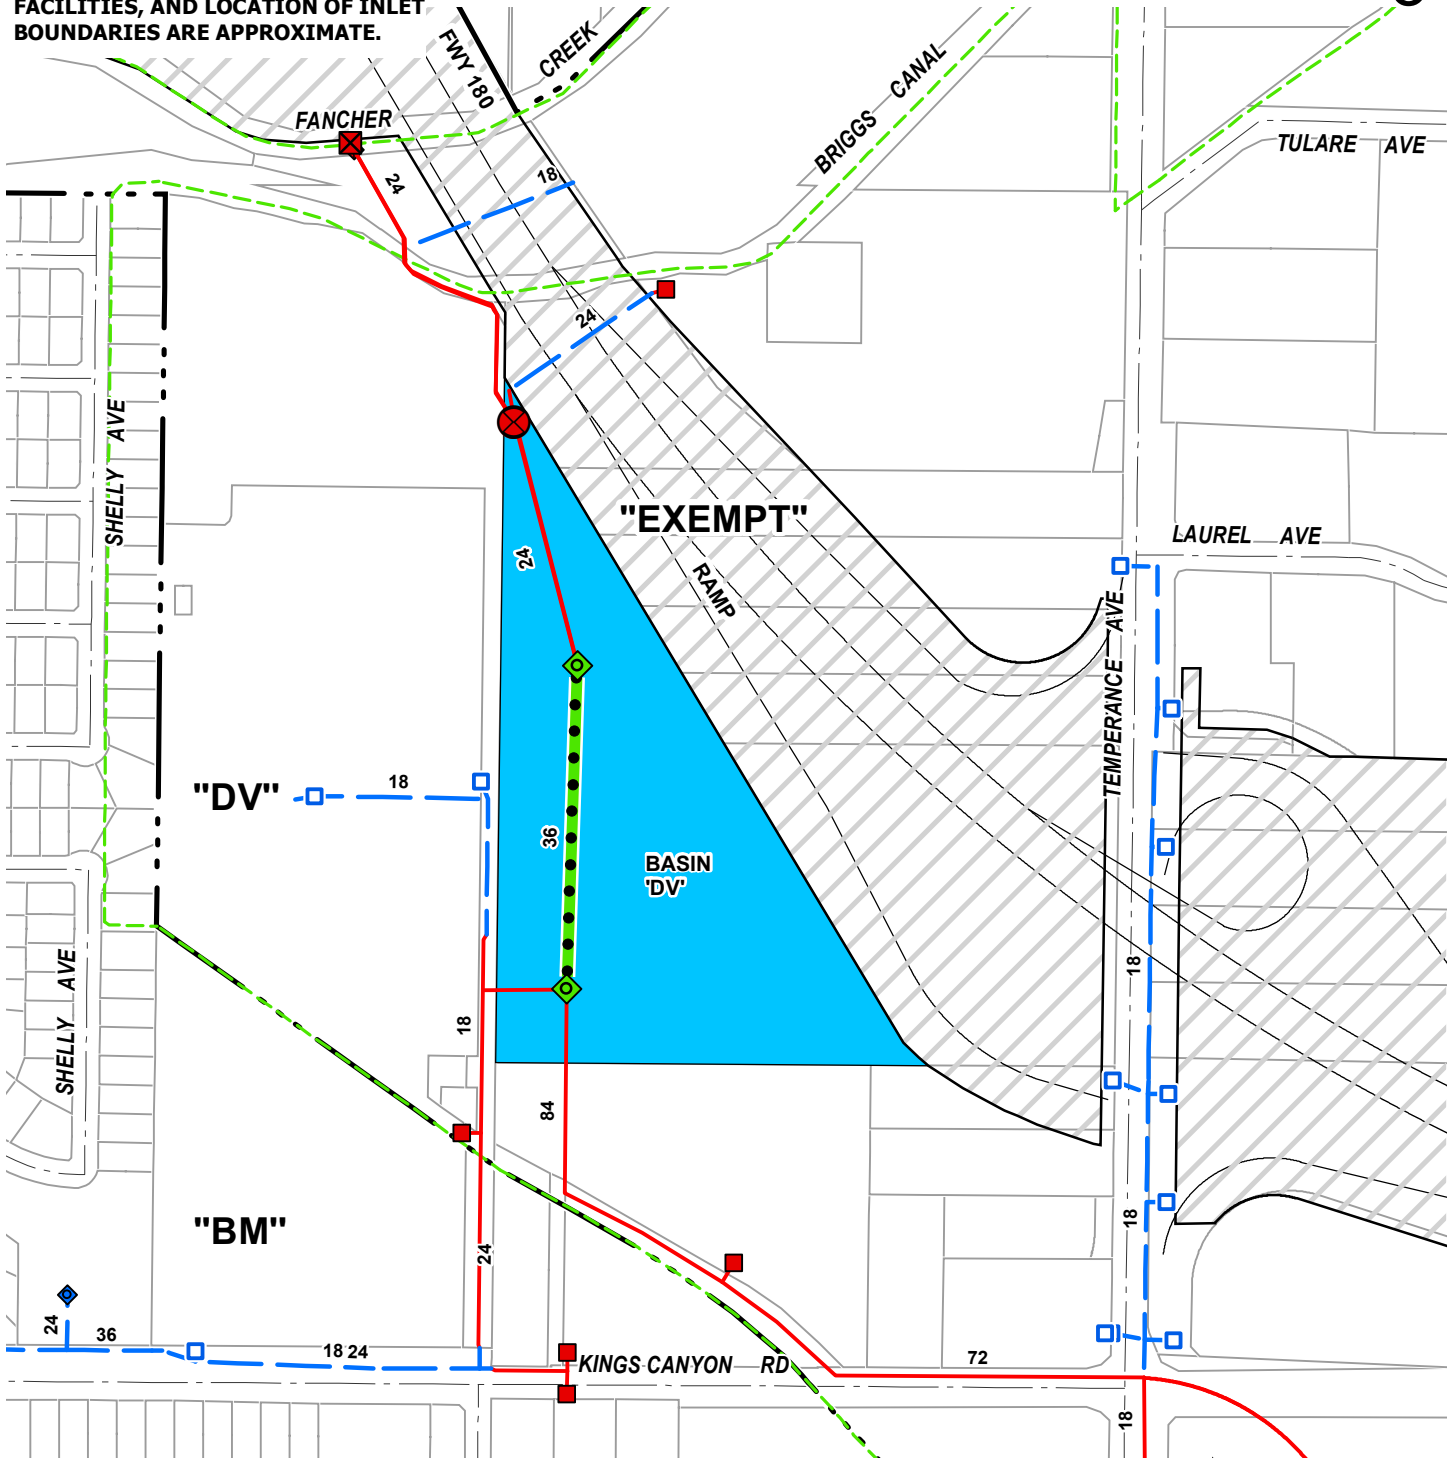 FACILITIES, AND LOCATION OF INLET
BOUNDARIES ARE APPROXIMATE.
FWY 180
CREEK
FANCHER
BRIGGS CANAL
TULARE AVE
24
18
24
SHELLY AVE
"EXEMPT"
LAUREL AVE
24
RAMP
TEMPERANCE AVE
"DV"
18
36
BASIN
'DV'
SHELLY AVE
18
18
84
"BM"
24
18
24
36
18 24
KINGS CANYON RD
72
18